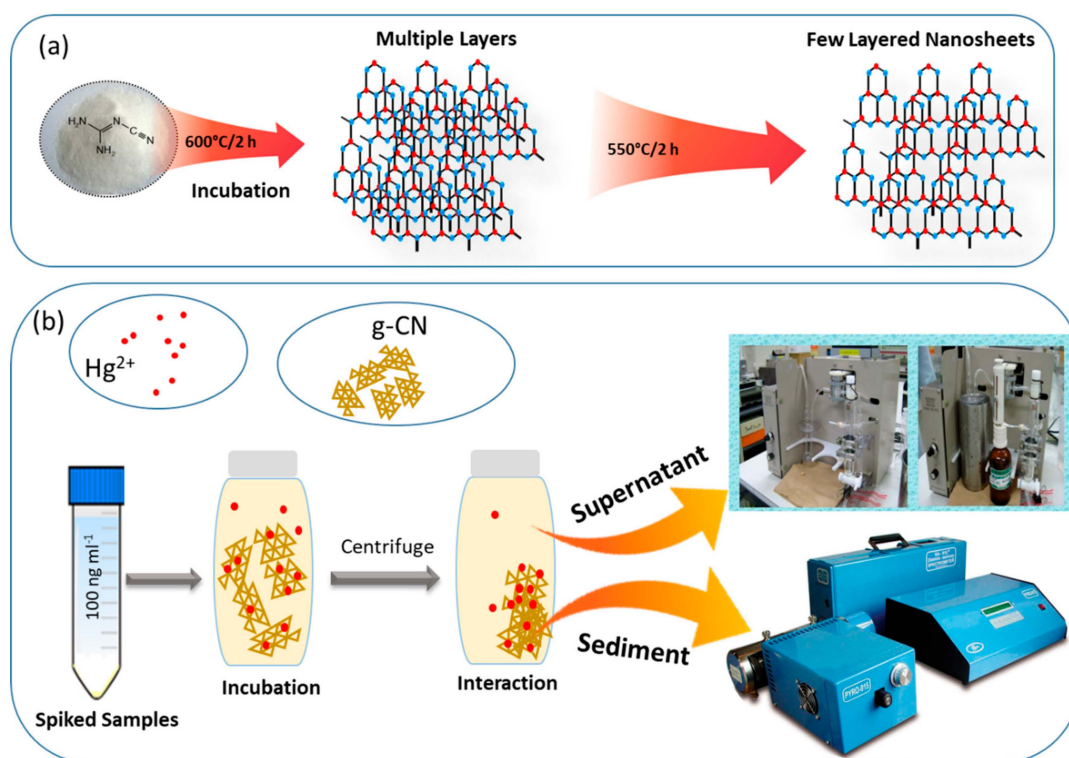 (a)
Multiple Layers
Few Layered Nanosheets
H₂N
N
C
N
NH₂
600°C/2 h
Incubation
550°C/2 h
(b)
Hg²⁺
g-CN
100 ng ml⁻¹
Spiked Samples
Incubation
Centrifuge
Interaction
Supernatant
Sediment
SPECTROMETER
PYRO-915